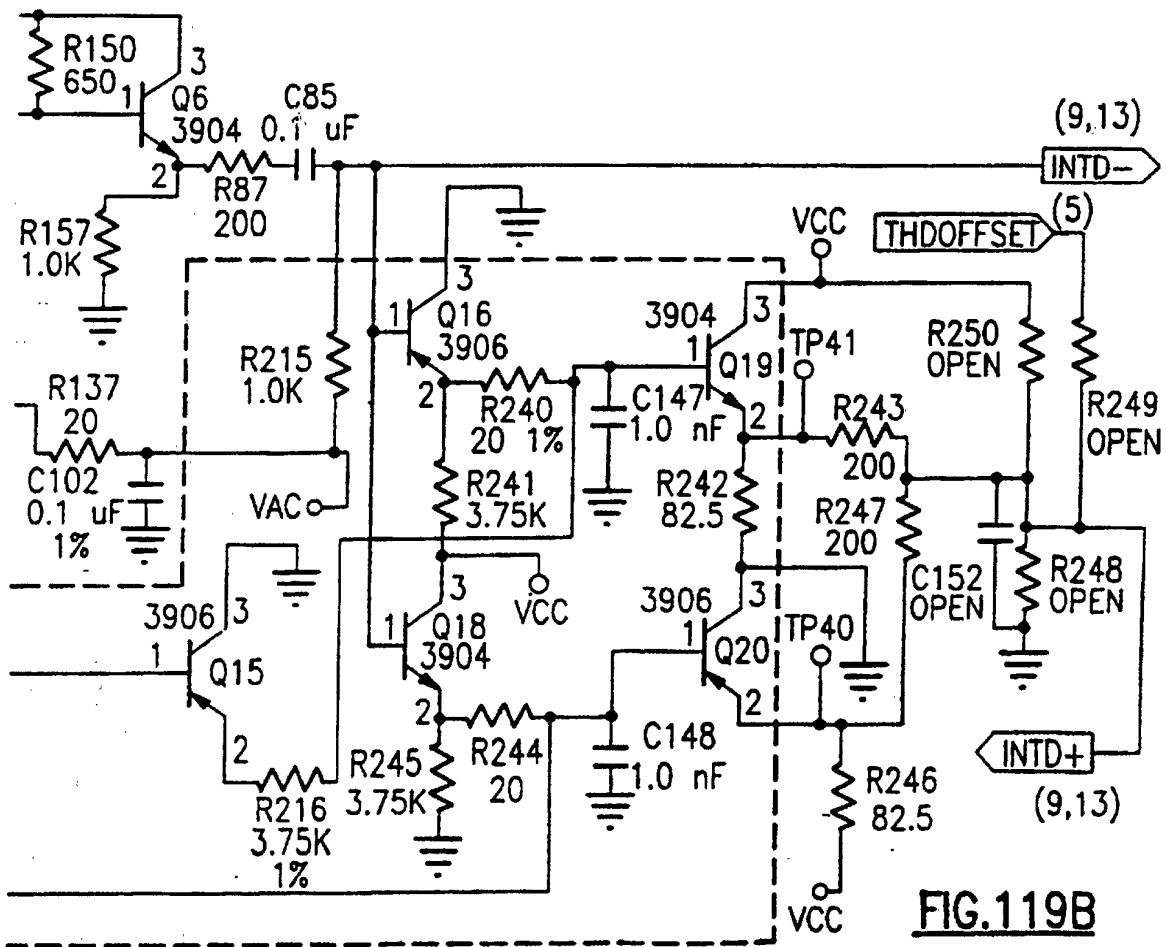 R150
650
3
1
Q6
3904
2
C85
0.1 uF
R87
200
R157
1.0K
(9,13)
INTD-
(5)
THDOFFSET
VCC
3
1
Q16
3906
2
R215
1.0K
R240
20 1%
3904
3
1
Q19
2
TP41
R250
OPEN
R249
OPEN
R137
20
C102
0.1 uF
1%
VAC
R241
3.75K
C147
1.0 nF
R243
200
R242
82.5
R247
200
C152
OPEN
R248
OPEN
VCC
3906
3
1
Q15
2
R216
3.75K
1%
3
1
Q18
3904
2
R244
20
R245
3.75K
3906
3
1
Q20
2
TP40
C148
1.0 nF
R246
82.5
VCC
INTD+
(9,13)
FIG.119B